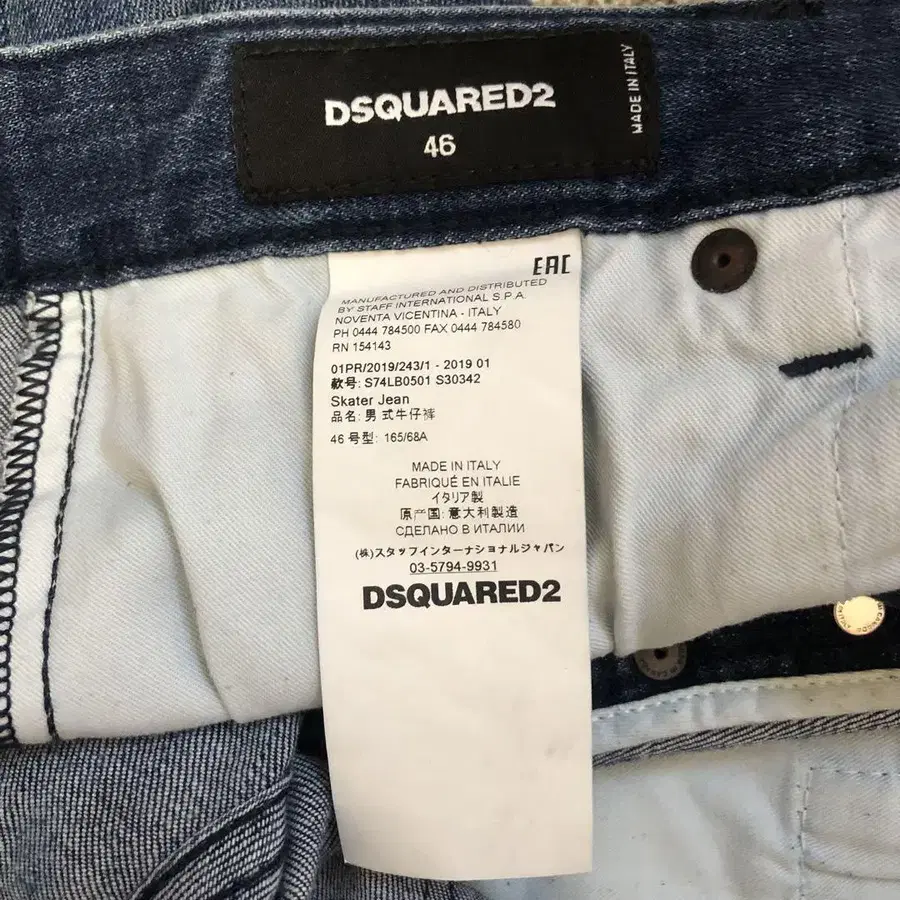 DSQUARED2
46
MADE IN ITALY
EAC
MANUFACTURED AND DISTRIBUTED
BY STAFF INTERNATIONAL S.P.A.
NOVENTA VICENTINA - ITALY
PH 0444 784500 FAX 0444 784580
RN 154143
01PR/2019/243/1 - 2019 01
款号: S74LB0501 S30342
Skater Jean
品名: 男 式牛仔裤
46 号型: 165/68A
MADE IN ITALY
FABRIQUÉ EN ITALIE
イタリア製
原产国: 意大利製造
СДЕЛАНО В ИТАЛИИ
(株)スタッフインターナショナルジャパン
03-5794-9931
DSQUARED2